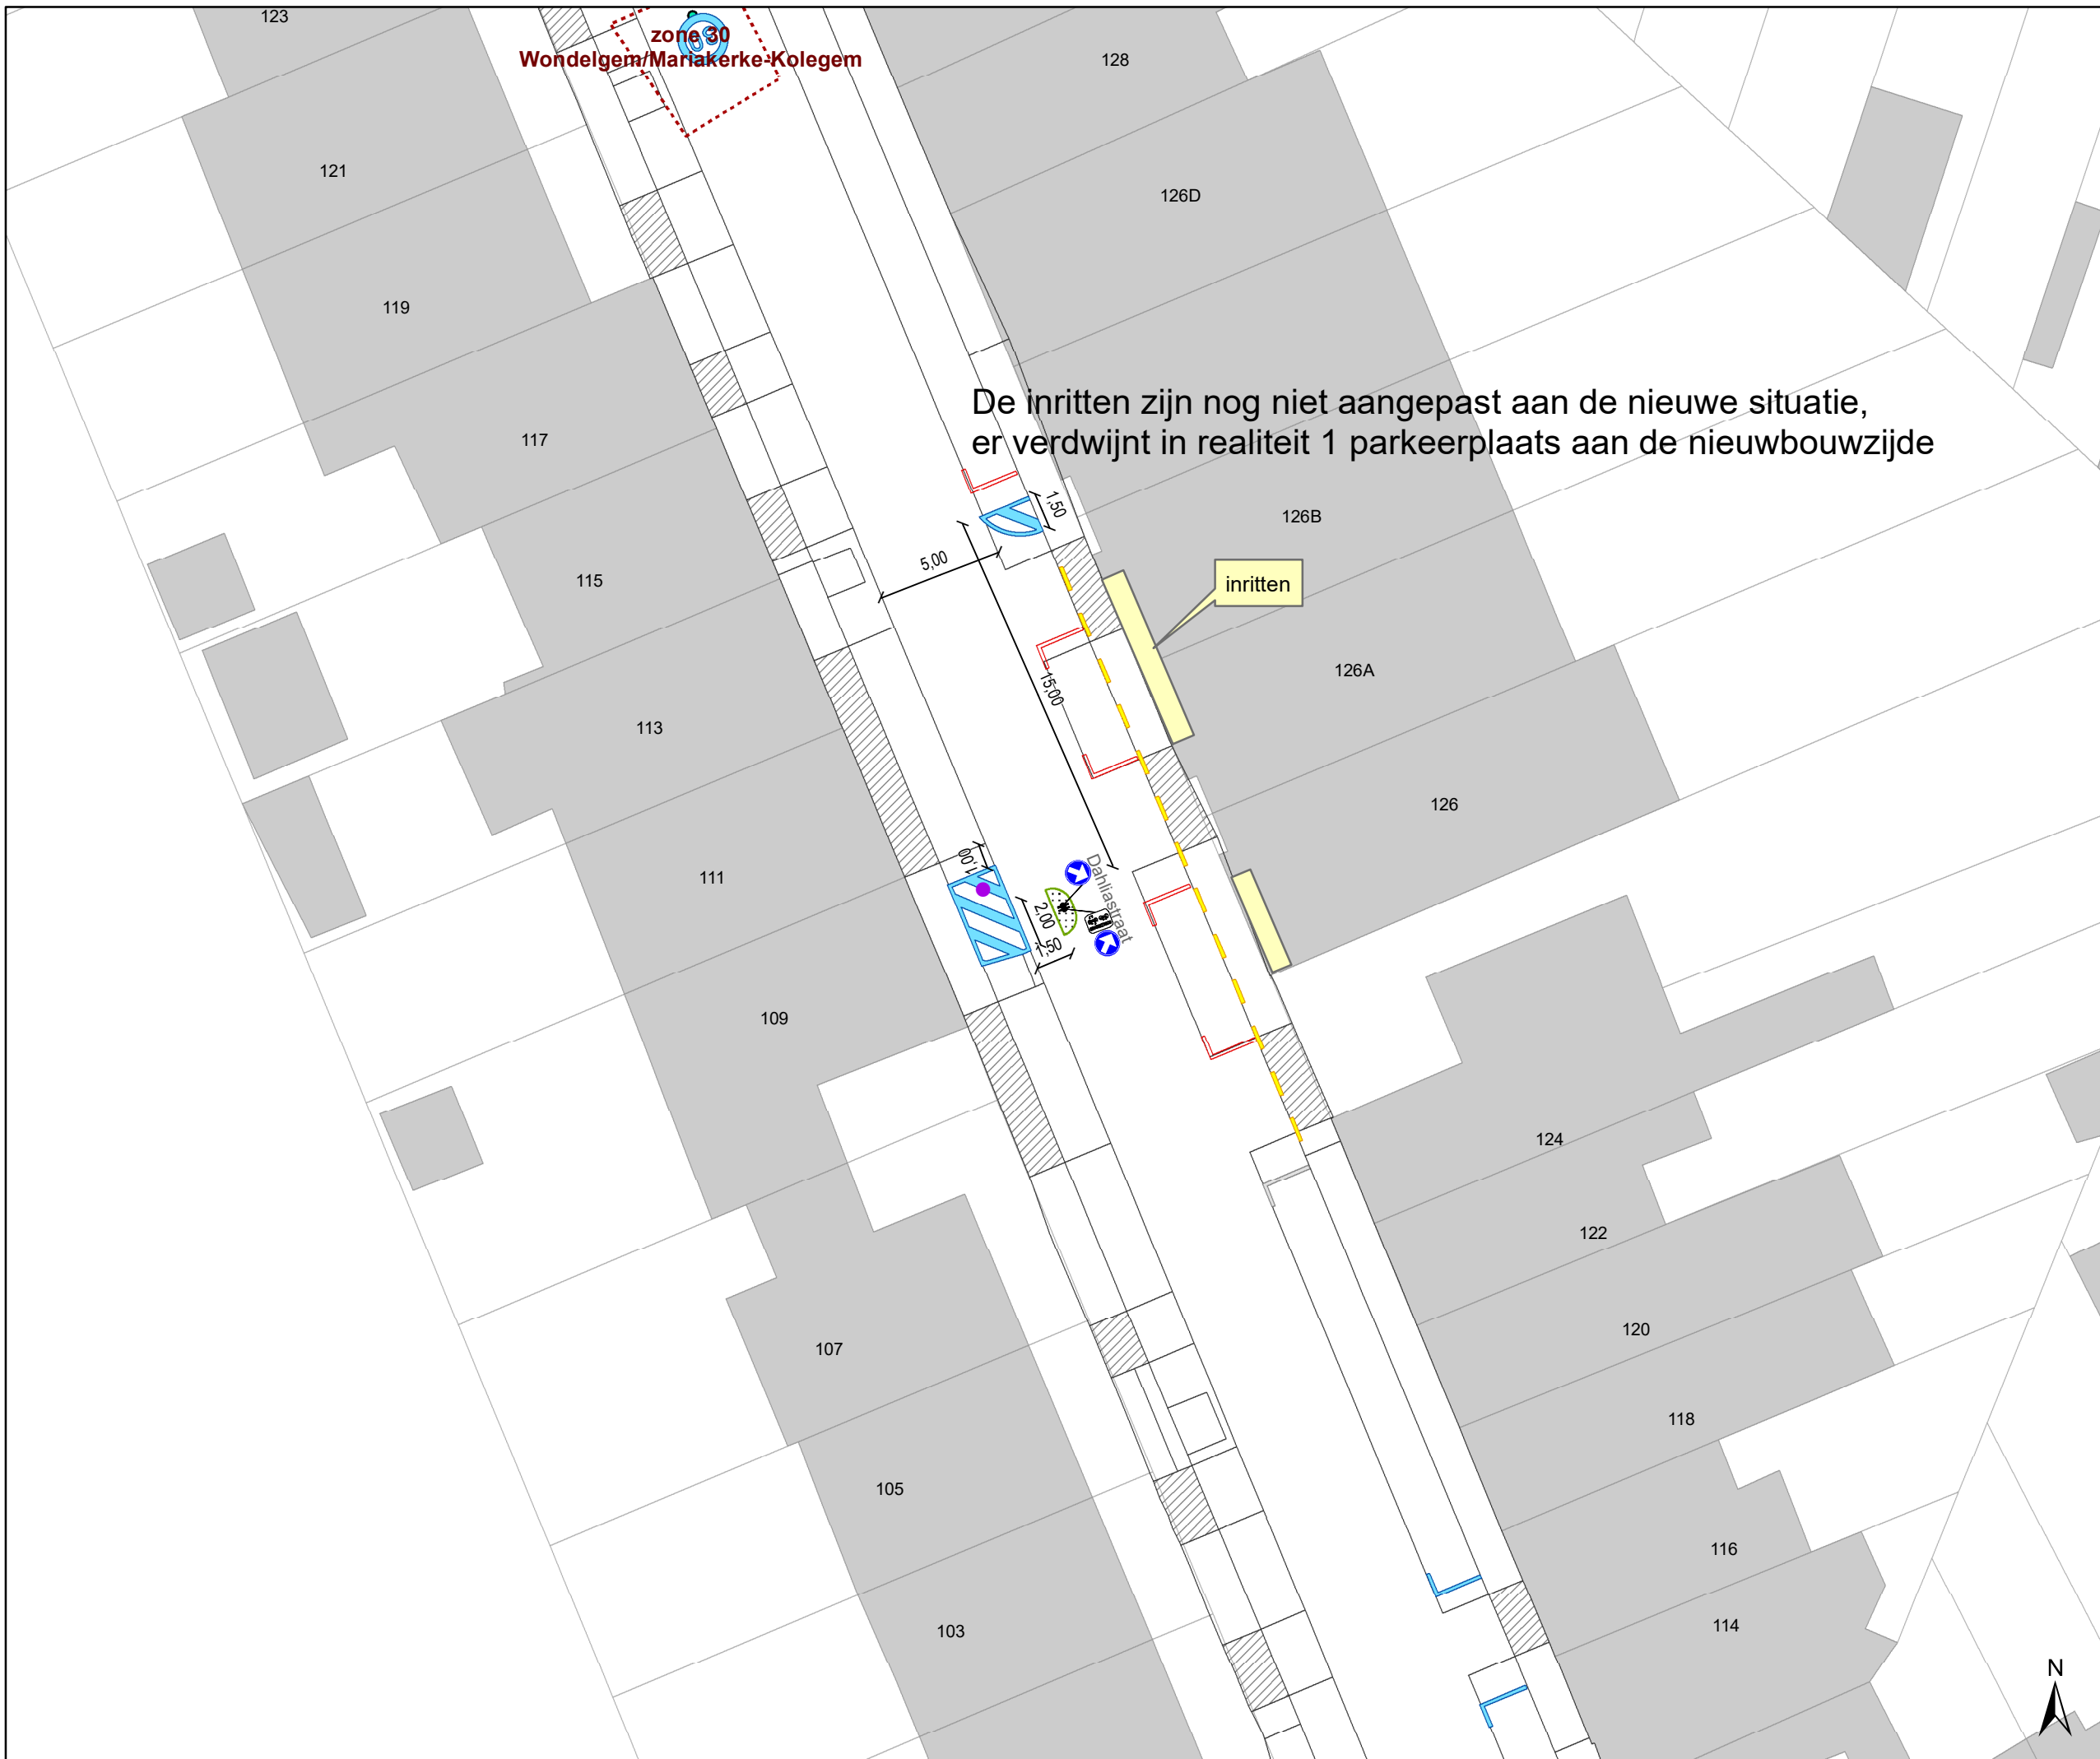 123
zone 30
30
Wondelgem/Mariakerke-Kolegem
128
121
126D
119
De inritten zijn nog niet aangepast aan de nieuwe situatie,
er verdwijnt in realiteit 1 parkeerplaats aan de nieuwbouwzijde
117
1,50
126B
5,00
115
inritten
126A
15,00
113
126
1,00
111
Dahliastraat
2,00
1,50
109
124
122
120
107
118
105
116
114
103
N